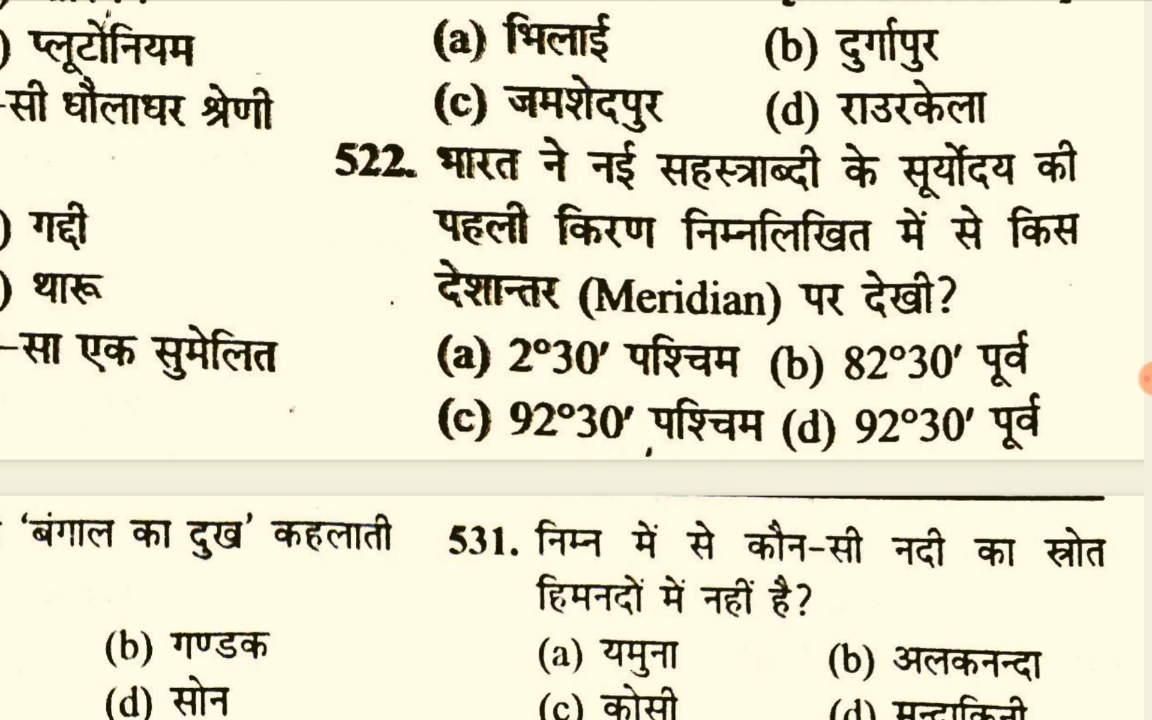 ) प्लूटोनियम
-सी धौलाधर श्रेणी
) गद्दी
) थारू
-सा एक सुमेलित
(a) भिलाई (b) दुर्गापुर
(c) जमशेदपुर (d) राउरकेला
522. भारत ने नई सहस्त्राब्दी के सूर्योदय की
पहली किरण निम्नलिखित में से किस
देशान्तर (Meridian) पर देखी?
(a) 2°30′ पश्चिम (b) 82°30′ पूर्व
(c) 92°30′ पश्चिम (d) 92°30′ पूर्व
‘बंगाल का दुख’ कहलाती
(b) गण्डक
(d) सोन
531. निम्न में से कौन-सी नदी का स्रोत
हिमनदों में नहीं है?
(a) यमुना (b) अलकनन्दा
(c) कोसी (d) मन्दाकिनी